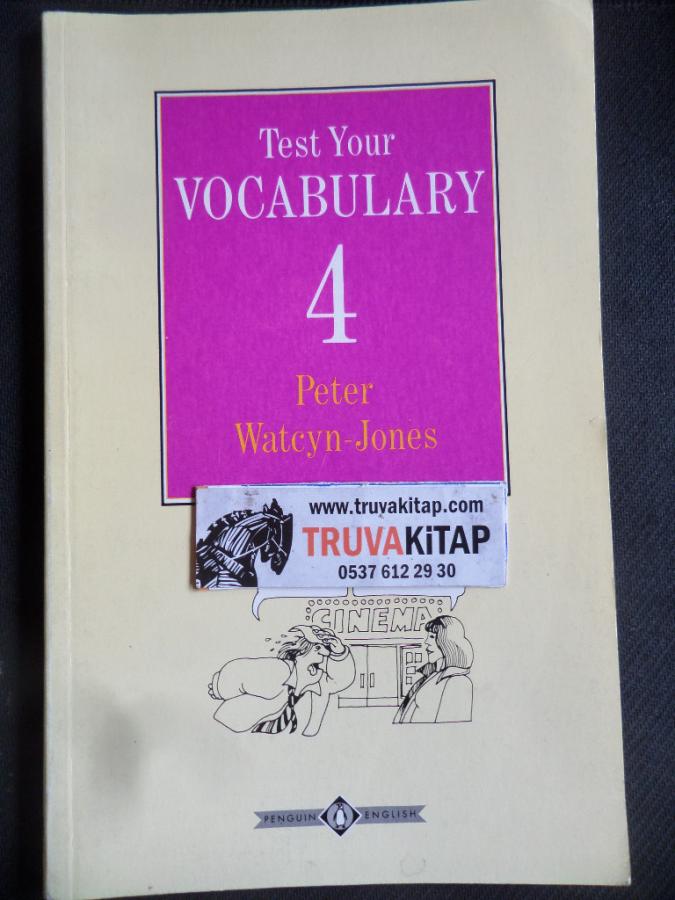 Test Your
VOCABULARY
4
Peter
Watcyn-Jones
www.truvakitap.com
TRUVAKiTAP
0537 612 29 30
CINEMA
PENGUIN ENGLISH